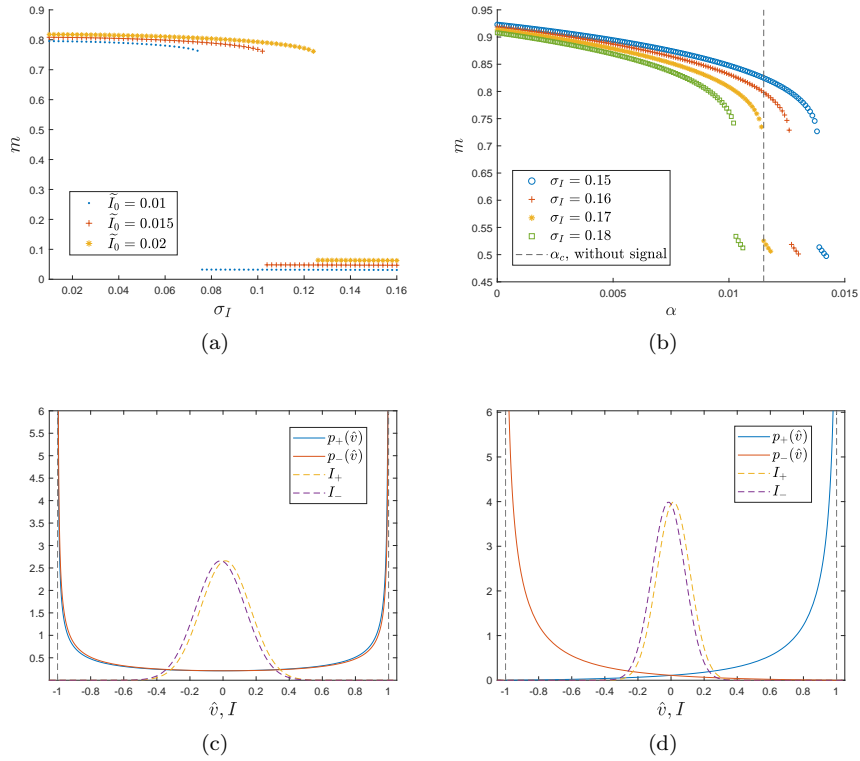 0.9
0.8
0.7
0.6
0.5
0.4
0.3
0.2
0.1
0
m
Ĩ₀ = 0.01
Ĩ₀ = 0.015
Ĩ₀ = 0.02
0.02 0.04 0.06 0.08 0.1 0.12 0.14 0.16
σ_I
(a)
0.95
0.9
0.85
0.8
0.75
0.7
0.65
0.6
0.55
0.5
0.45
m
σ_I = 0.15
σ_I = 0.16
σ_I = 0.17
σ_I = 0.18
α_c, without signal
0 0.005 0.01 0.015
α
(b)
6
5.5
5
4.5
4
3.5
3
2.5
2
1.5
1
0.5
p₊(v̂)
p₋(v̂)
I₊
I₋
-1 -0.8 -0.6 -0.4 -0.2 0 0.2 0.4 0.6 0.8 1
v̂, I
(c)
6
5
4
3
2
1
0
p₊(v̂)
p₋(v̂)
I₊
I₋
-1 -0.8 -0.6 -0.4 -0.2 0 0.2 0.4 0.6 0.8 1
v̂, I
(d)